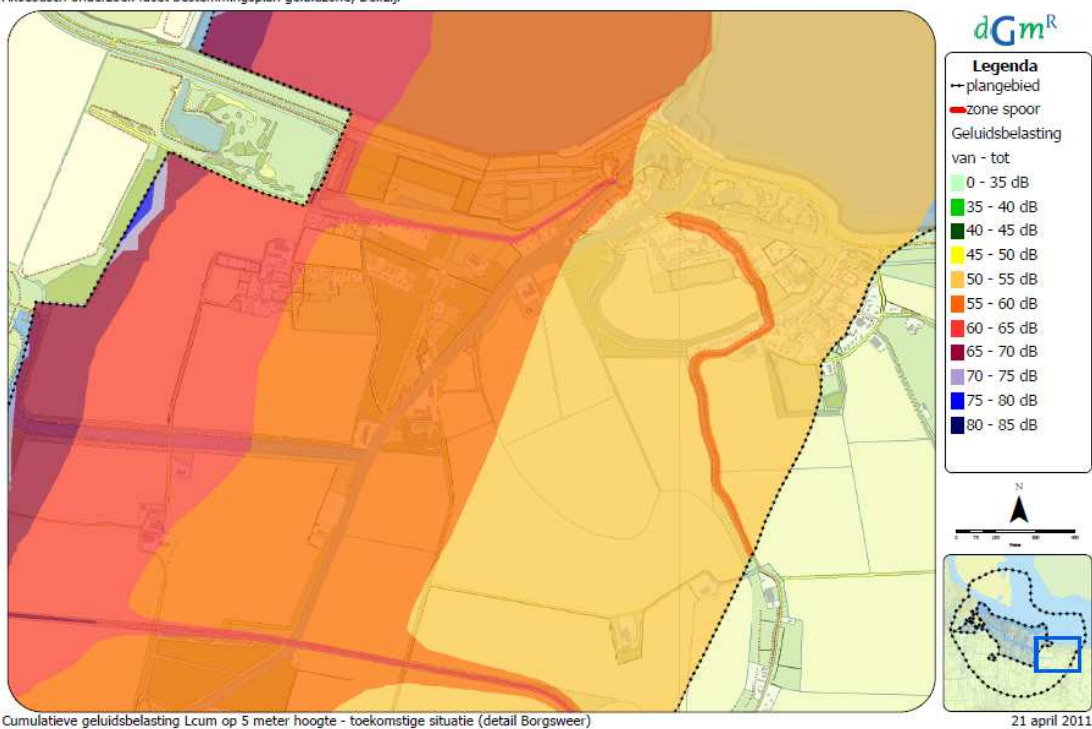 dGmR
Legenda
plangebied
zone spoor
Geluidsbelasting
van - tot
0 - 35 dB
35 - 40 dB
40 - 45 dB
45 - 50 dB
50 - 55 dB
55 - 60 dB
60 - 65 dB
65 - 70 dB
70 - 75 dB
75 - 80 dB
80 - 85 dB
N
Cumulatieve geluidsbelasting Lcum op 5 meter hoogte - toekomstige situatie (detail Borgsweer)
21 april 2011